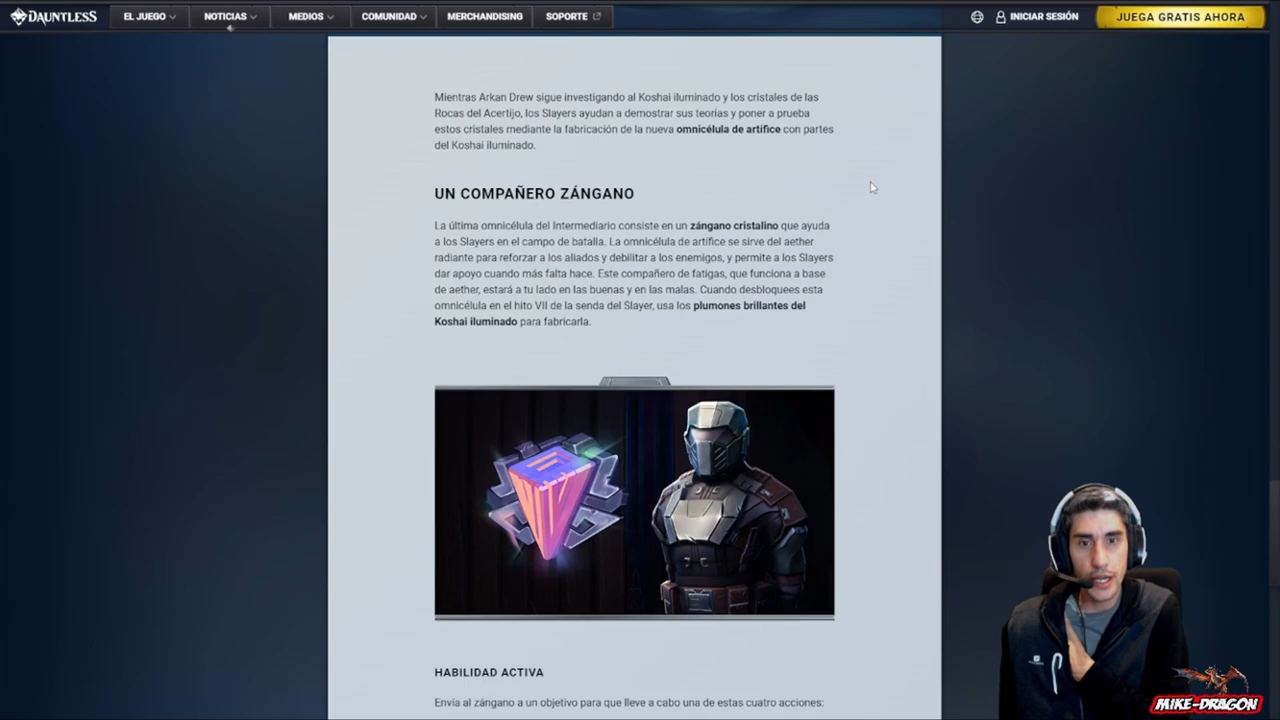 DAUNTLESS
EL JUEGO
NOTICIAS
MEDIOS
COMUNIDAD
MERCHANDISING
SOPORTE
INICIAR SESIÓN
JUEGA GRATIS AHORA
Mientras Arkan Drew sigue investigando al Koshai iluminado y los cristales de las
Rocas del Acertijo, los Slayers ayudan a demostrar sus teorías y poner a prueba
estos cristales mediante la fabricación de la nueva omnicélula de artífice con partes
del Koshai iluminado.
UN COMPAÑERO ZÁNGANO
La última omnicélula del Intermediario consiste en un zángano cristalino que ayuda
a los Slayers en el campo de batalla. La omnicélula de artífice se sirve del aether
radiante para reforzar a los aliados y debilitar a los enemigos, y permite a los Slayers
dar apoyo cuando más falta hace. Este compañero de fatigas, que funciona a base
de aether, estará a tu lado en las buenas y en las malas. Cuando desbloquees esta
omnicélula en el hito VII de la senda del Slayer, usa los plumones brillantes del
Koshai iluminado para fabricarla.
HABILIDAD ACTIVA
Envía al zángano a un objetivo para que lleve a cabo una de estas cuatro acciones:
MIKE-DRAGON